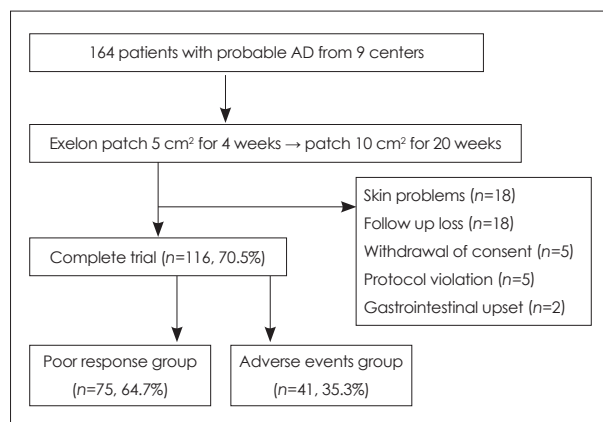 164 patients with probable AD from 9 centers
Exelon patch 5 cm² for 4 weeks → patch 10 cm² for 20 weeks
Skin problems (n=18)
Follow up loss (n=18)
Withdrawal of consent (n=5)
Protocol violation (n=5)
Gastrointestinal upset (n=2)
Complete trial (n=116, 70.5%)
Poor response group
(n=75, 64.7%)
Adverse events group
(n=41, 35.3%)